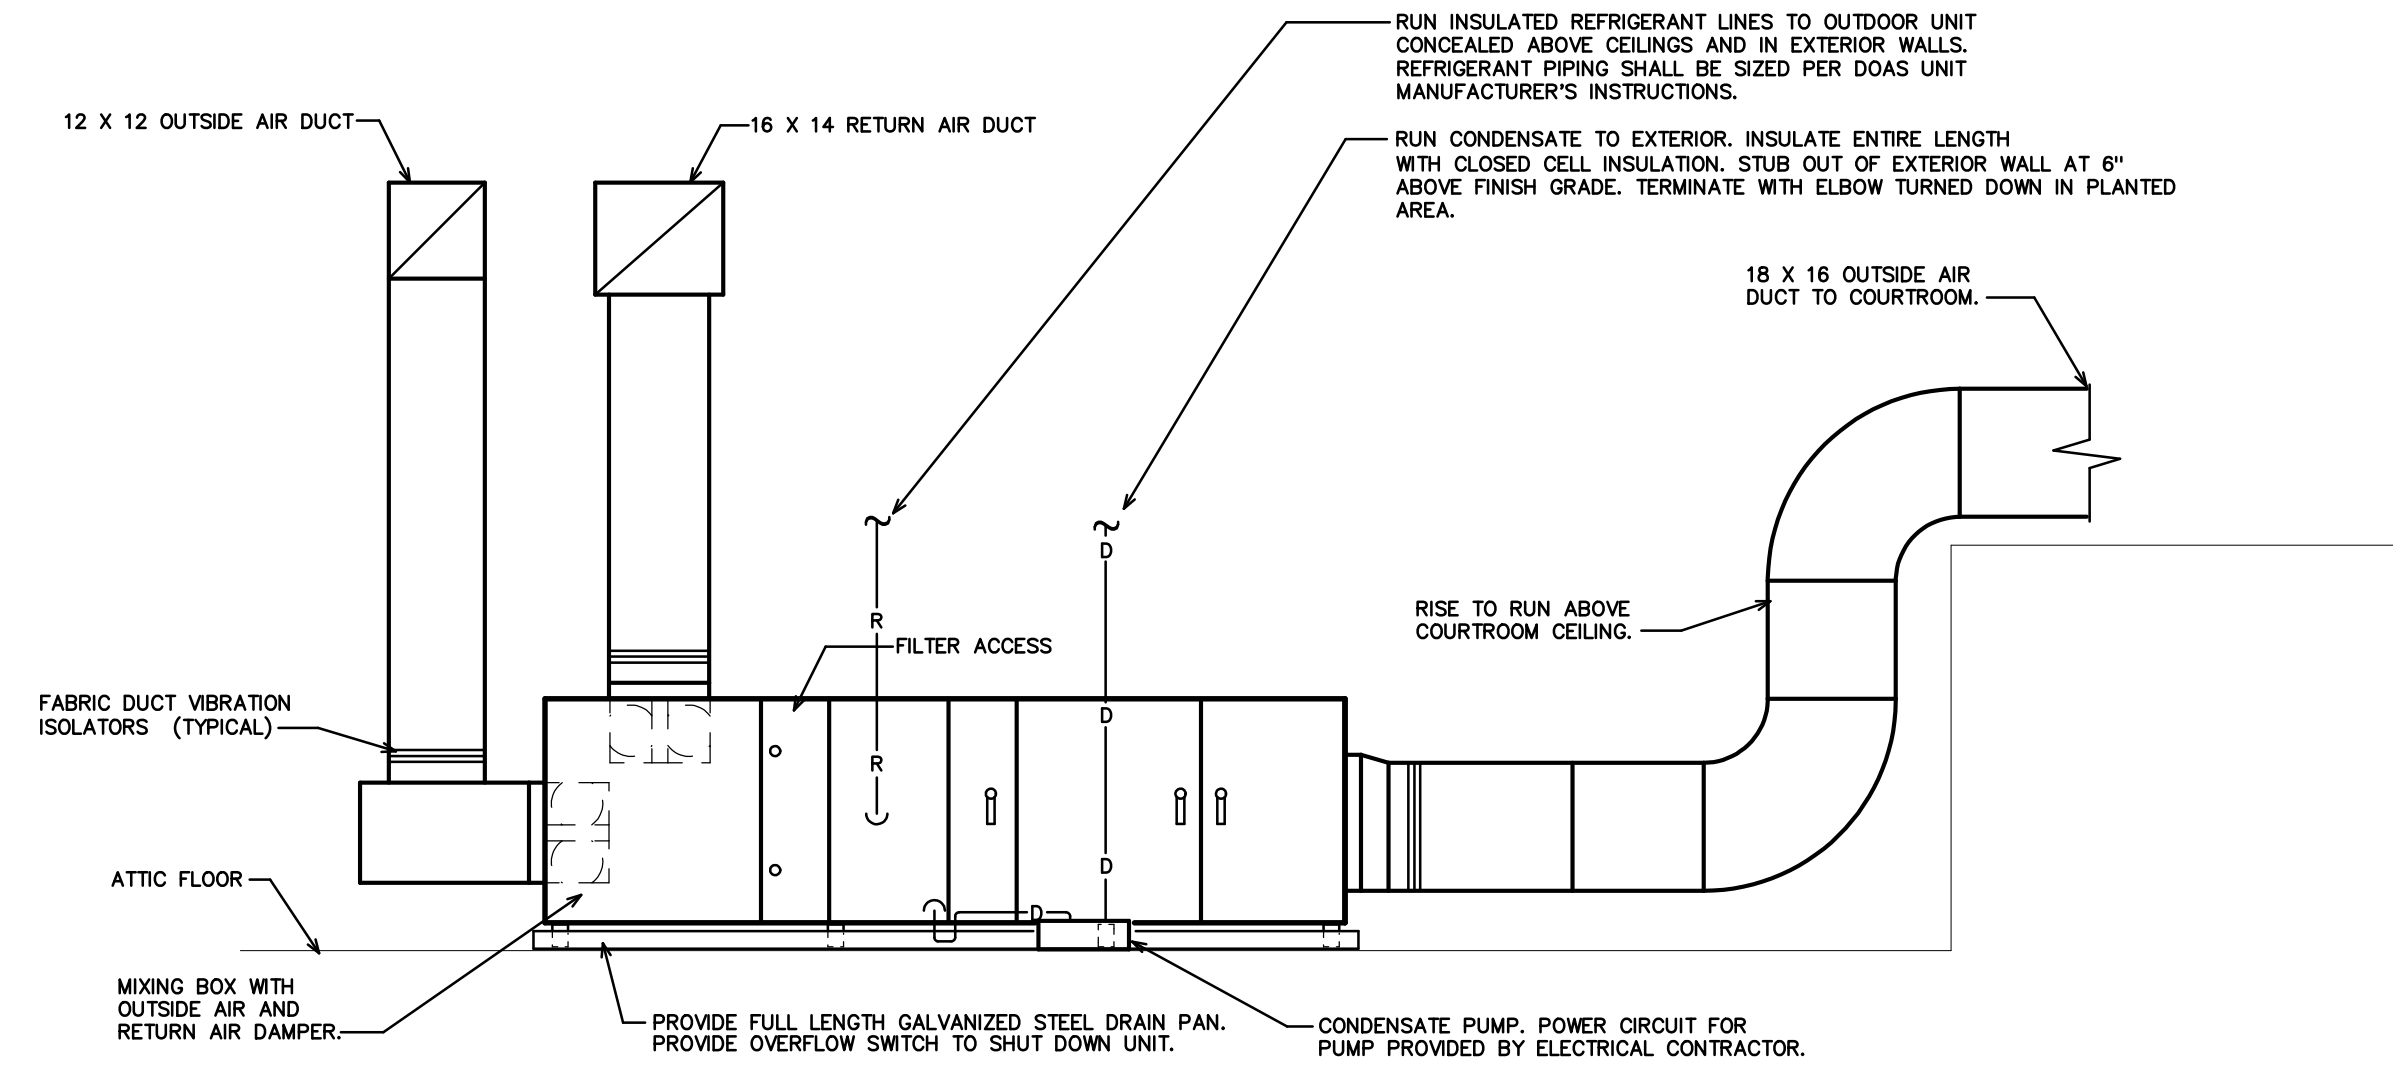 RUN INSULATED REFRIGERANT LINES TO OUTDOOR UNIT
CONCEALED ABOVE CEILINGS AND IN EXTERIOR WALLS.
REFRIGERANT PIPING SHALL BE SIZED PER DOAS UNIT
MANUFACTURER'S INSTRUCTIONS.
12 X 12 OUTSIDE AIR DUCT
16 X 14 RETURN AIR DUCT
RUN CONDENSATE TO EXTERIOR. INSULATE ENTIRE LENGTH
WITH CLOSED CELL INSULATION. STUB OUT OF EXTERIOR WALL AT 6"
ABOVE FINISH GRADE. TERMINATE WITH ELBOW TURNED DOWN IN PLANTED
AREA.
18 X 16 OUTSIDE AIR
DUCT TO COURTROOM.
D
R
RISE TO RUN ABOVE
COURTROOM CEILING.
FILTER ACCESS
FABRIC DUCT VIBRATION
ISOLATORS (TYPICAL)
D
R
D
ATTIC FLOOR
D
MIXING BOX WITH
OUTSIDE AIR AND
RETURN AIR DAMPER.
PROVIDE FULL LENGTH GALVANIZED STEEL DRAIN PAN.
PROVIDE OVERFLOW SWITCH TO SHUT DOWN UNIT.
CONDENSATE PUMP. POWER CIRCUIT FOR
PUMP PROVIDED BY ELECTRICAL CONTRACTOR.